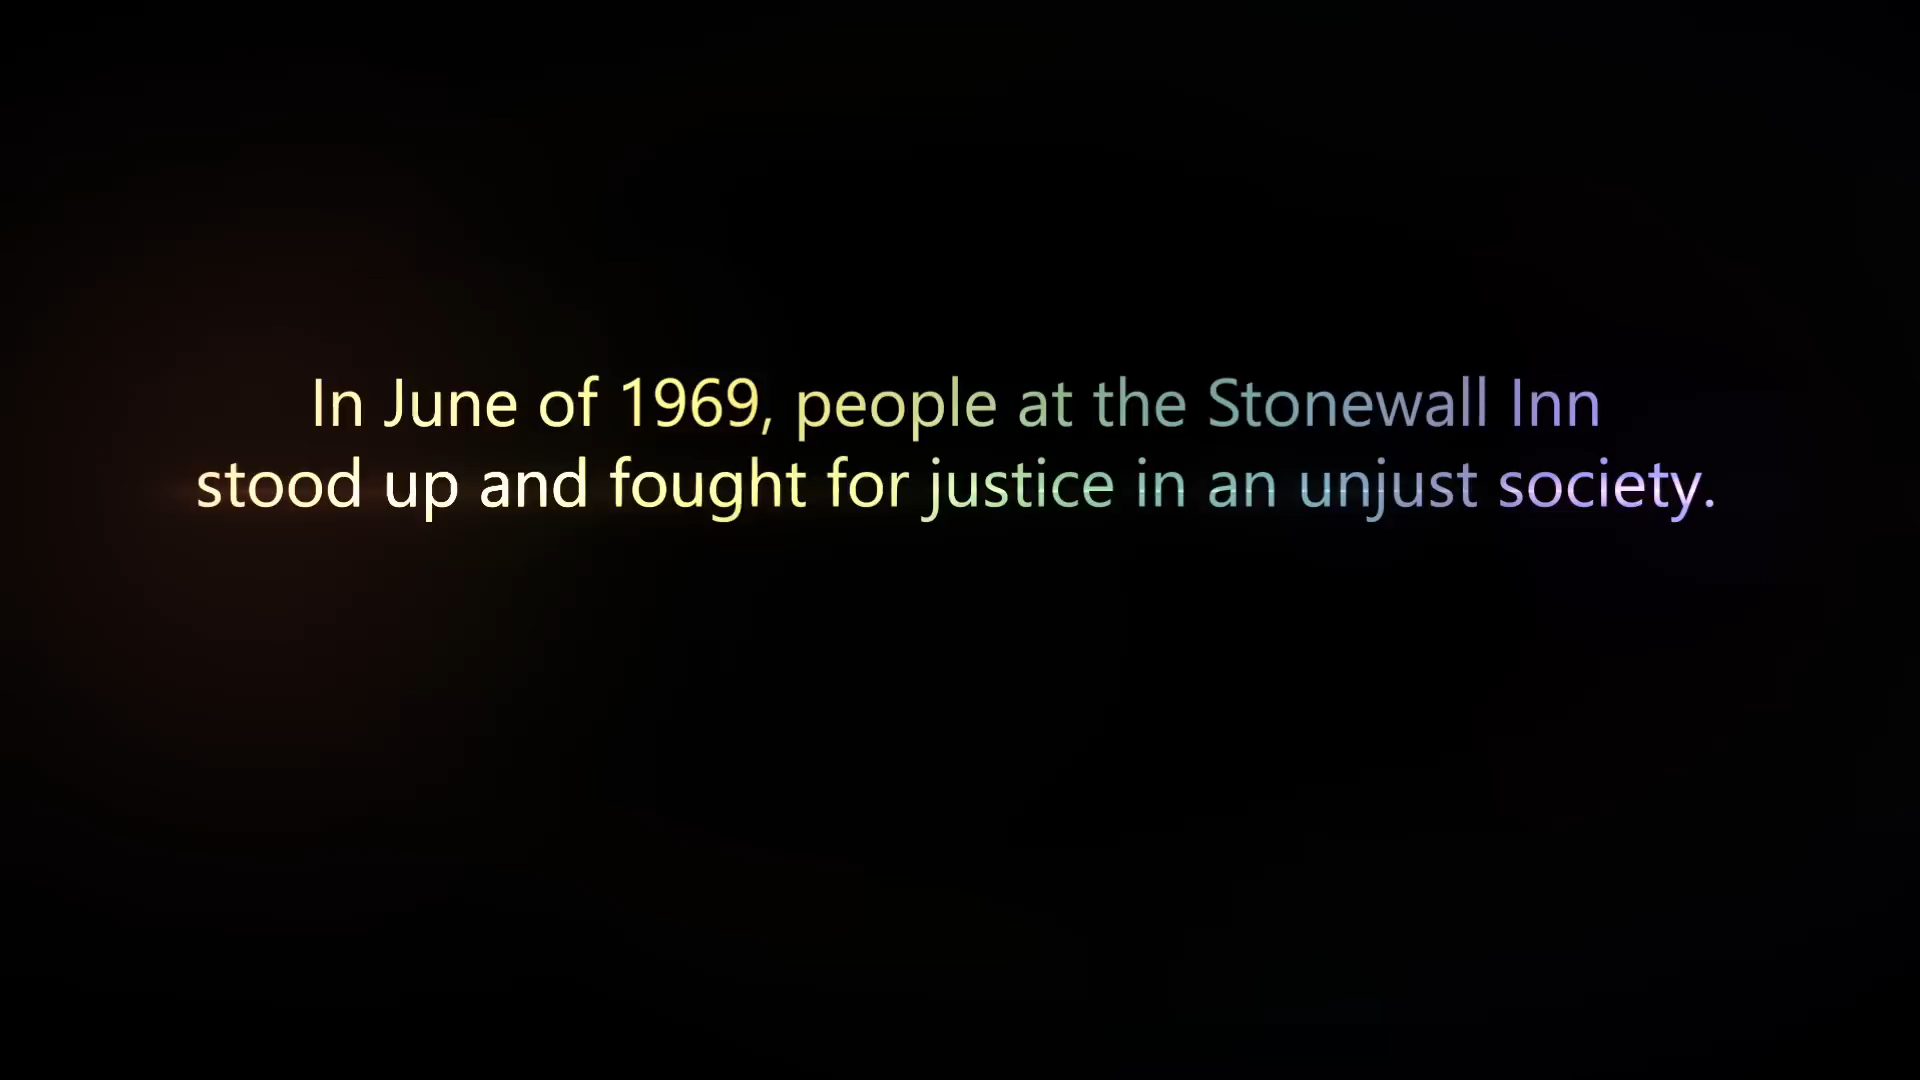 In June of 1969, people at the Stonewall Inn
stood up and fought for justice in an unjust society.